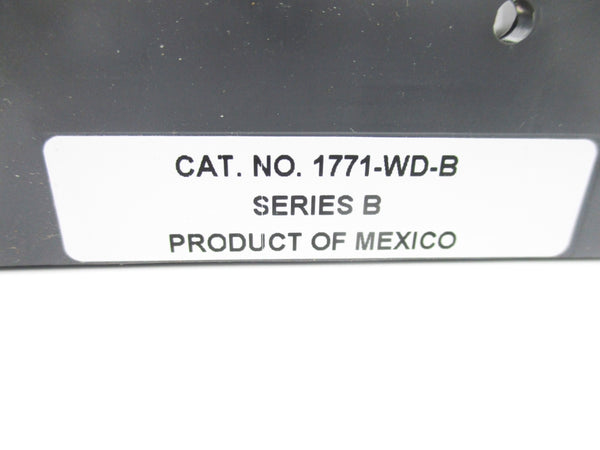 CAT. NO. 1771-WD-B
SERIES B
PRODUCT OF MEXICO